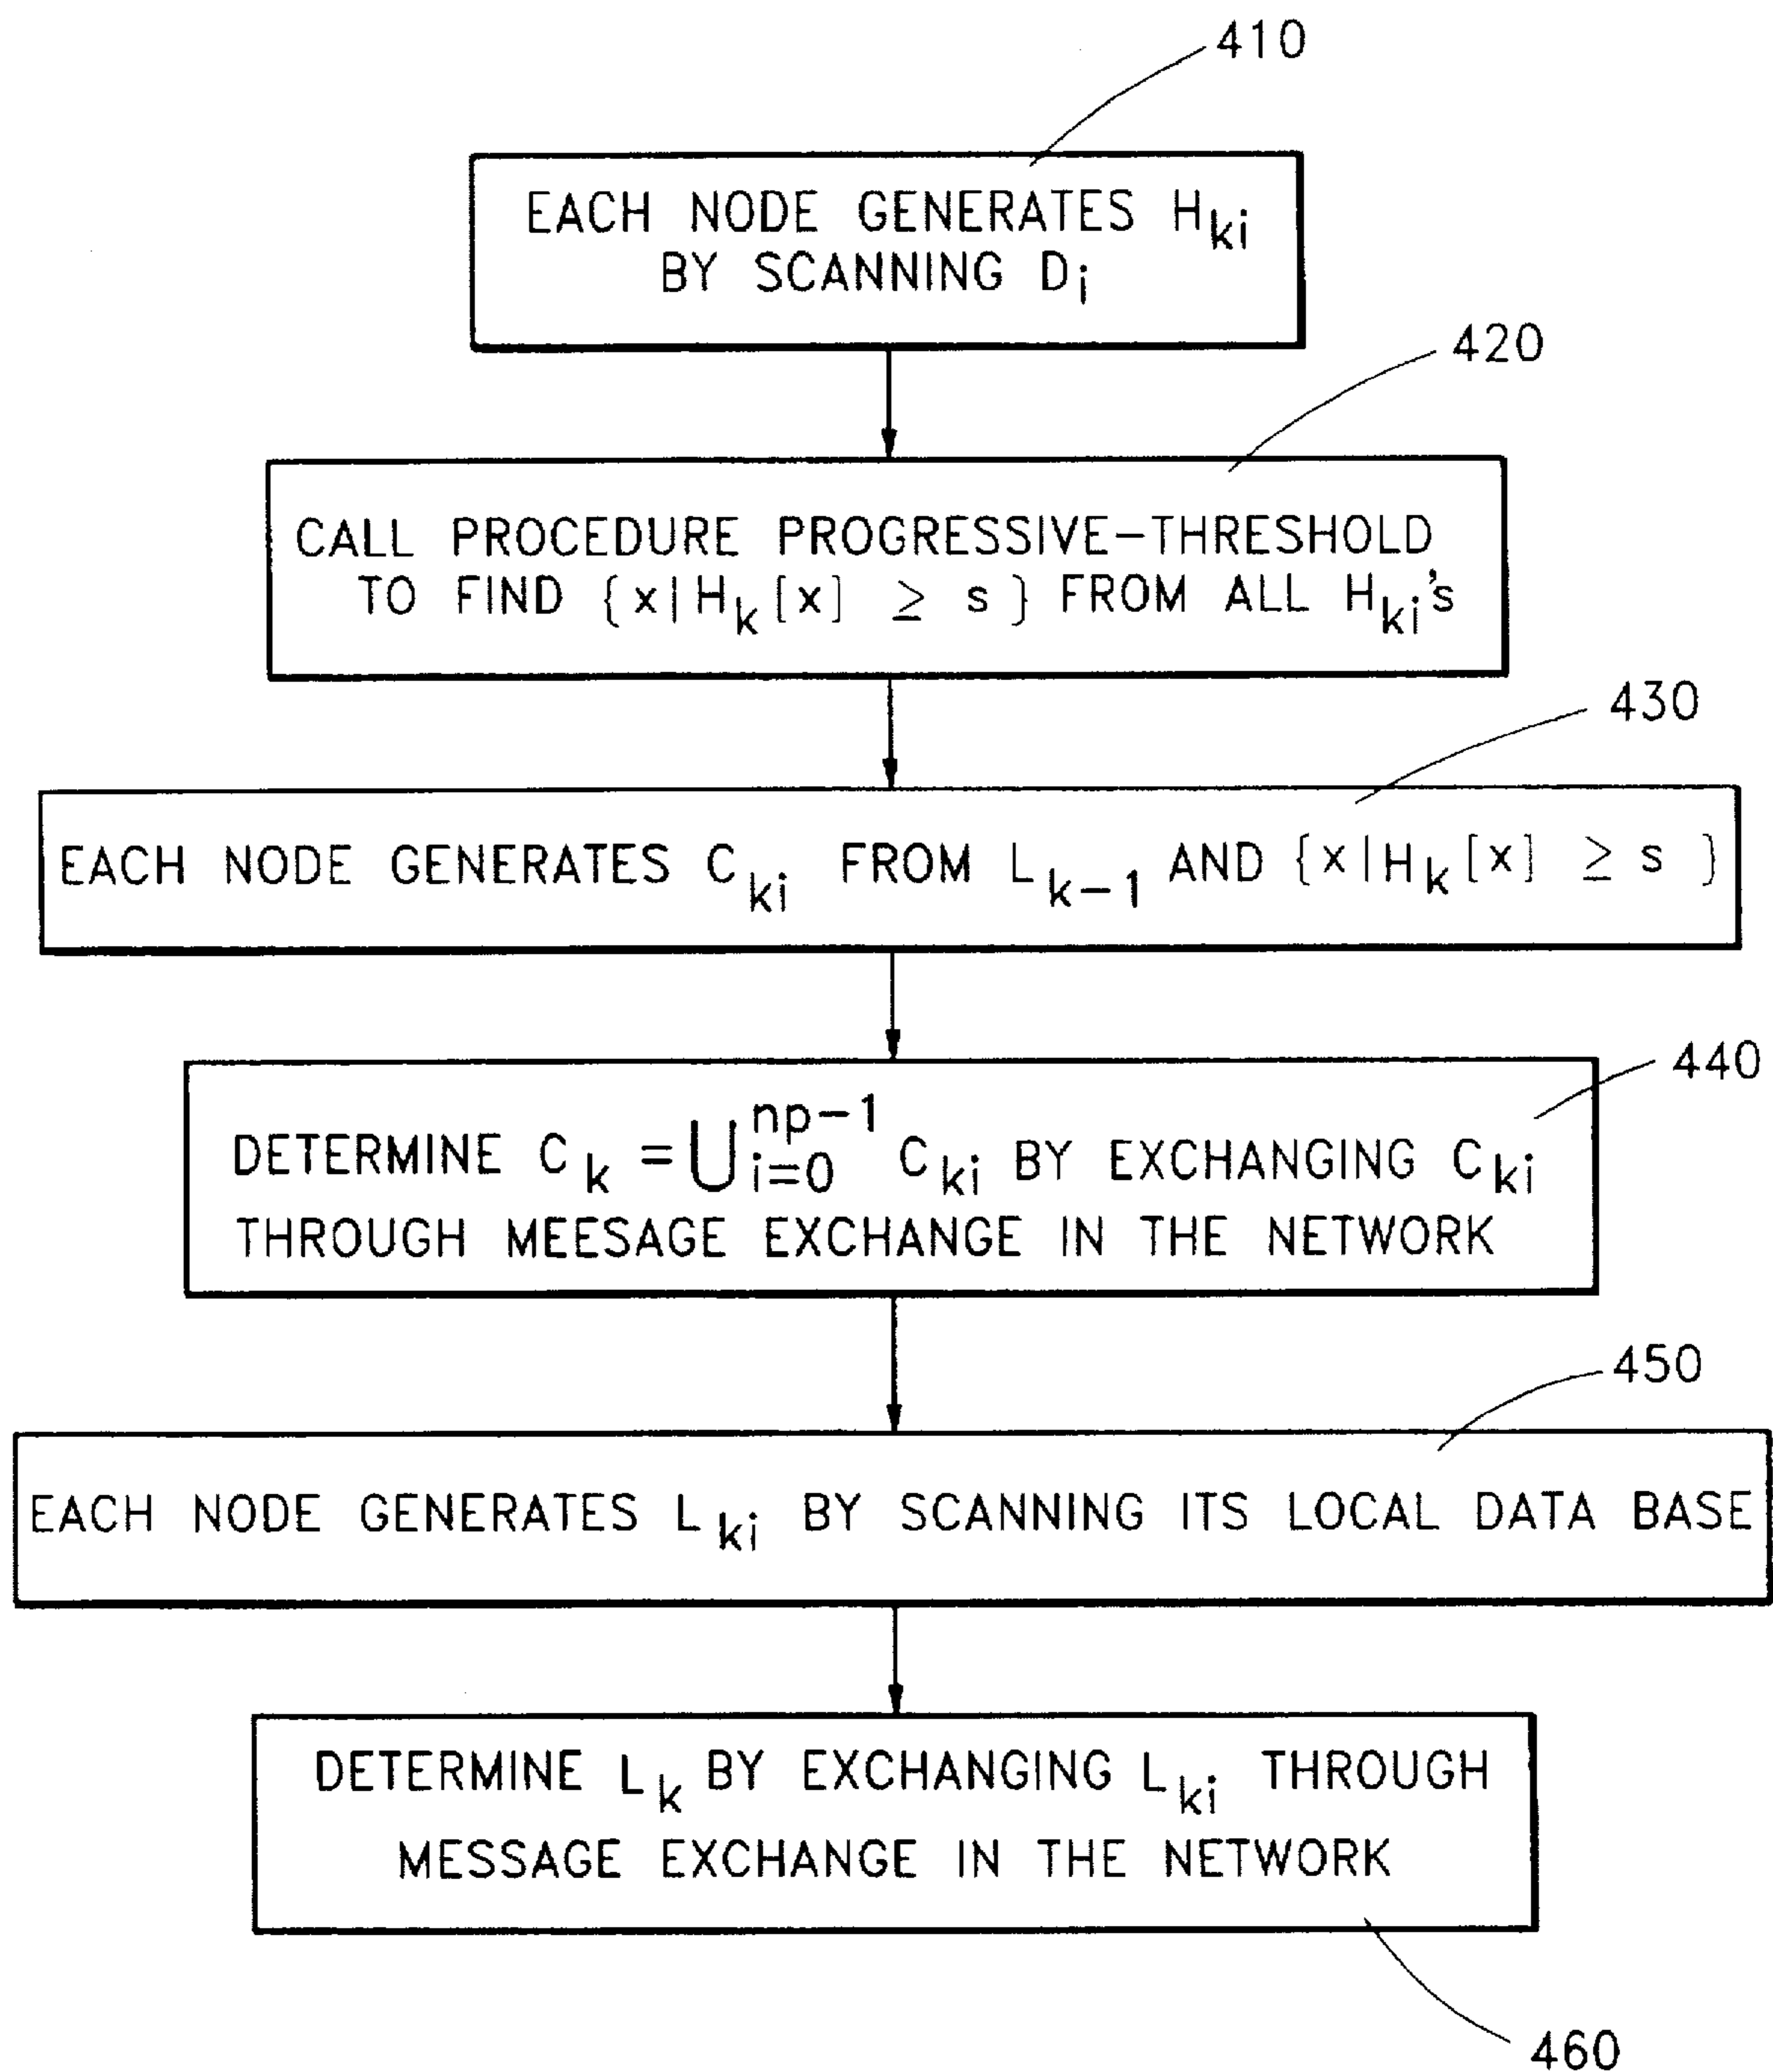 410
EACH NODE GENERATES H_ki
BY SCANNING D_i
420
CALL PROCEDURE PROGRESSIVE-THRESHOLD
TO FIND {x|H_k[x] ≥ s} FROM ALL H_ki's
430
EACH NODE GENERATES C_ki FROM L_k-1 AND {x|H_k[x] ≥ s }
440
DETERMINE C_k = ⋃_{i=0}^{np-1} C_ki BY EXCHANGING C_ki
THROUGH MEESAGE EXCHANGE IN THE NETWORK
450
EACH NODE GENERATES L_ki BY SCANNING ITS LOCAL DATA BASE
DETERMINE L_k BY EXCHANGING L_ki THROUGH
MESSAGE EXCHANGE IN THE NETWORK
460